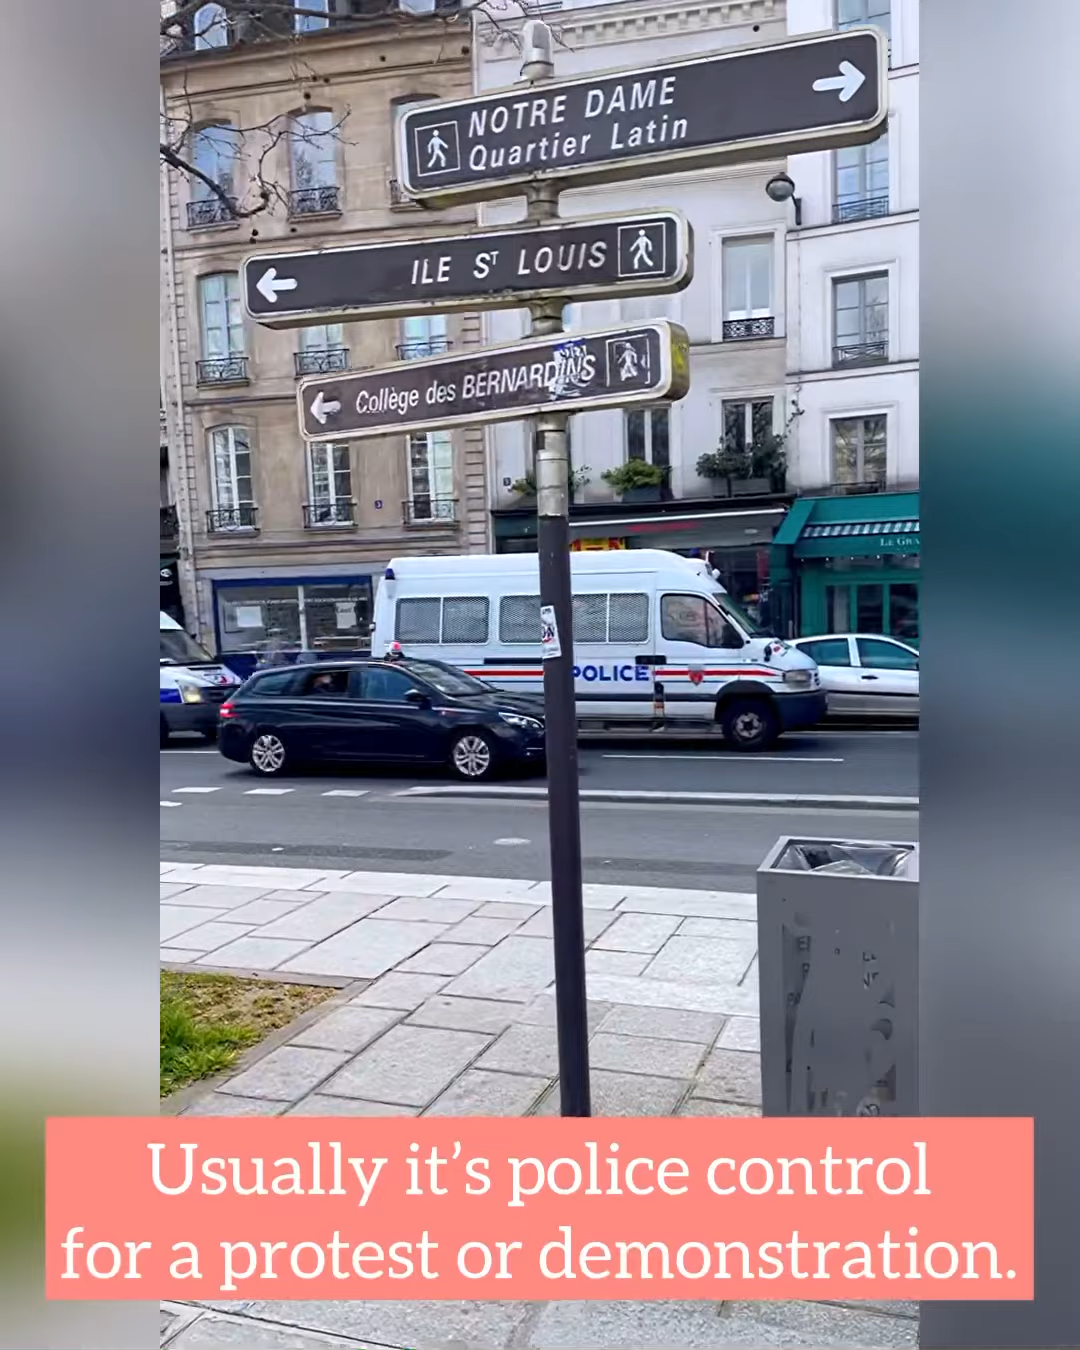 NOTRE DAME
Quartier Latin
ILE Sᵀ LOUIS
Collège des BERNARDINS
POLICE
Usually it’s police control
for a protest or demonstration.